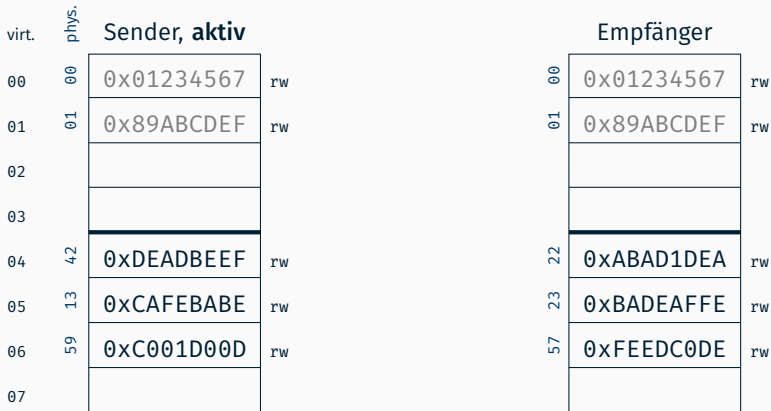 virt. phys. Sender, aktiv Empfänger
00 00 0x01234567 rw 00 0x01234567 rw
01 01 0x89ABCDEF rw 01 0x89ABCDEF rw
02
03
04 42 0xDEADBEEF rw 22 0xABAD1DEA rw
05 13 0xCAFEBABE rw 23 0xBADEAFFE rw
06 59 0xC001D00D rw 57 0xFEEDC0DE rw
07